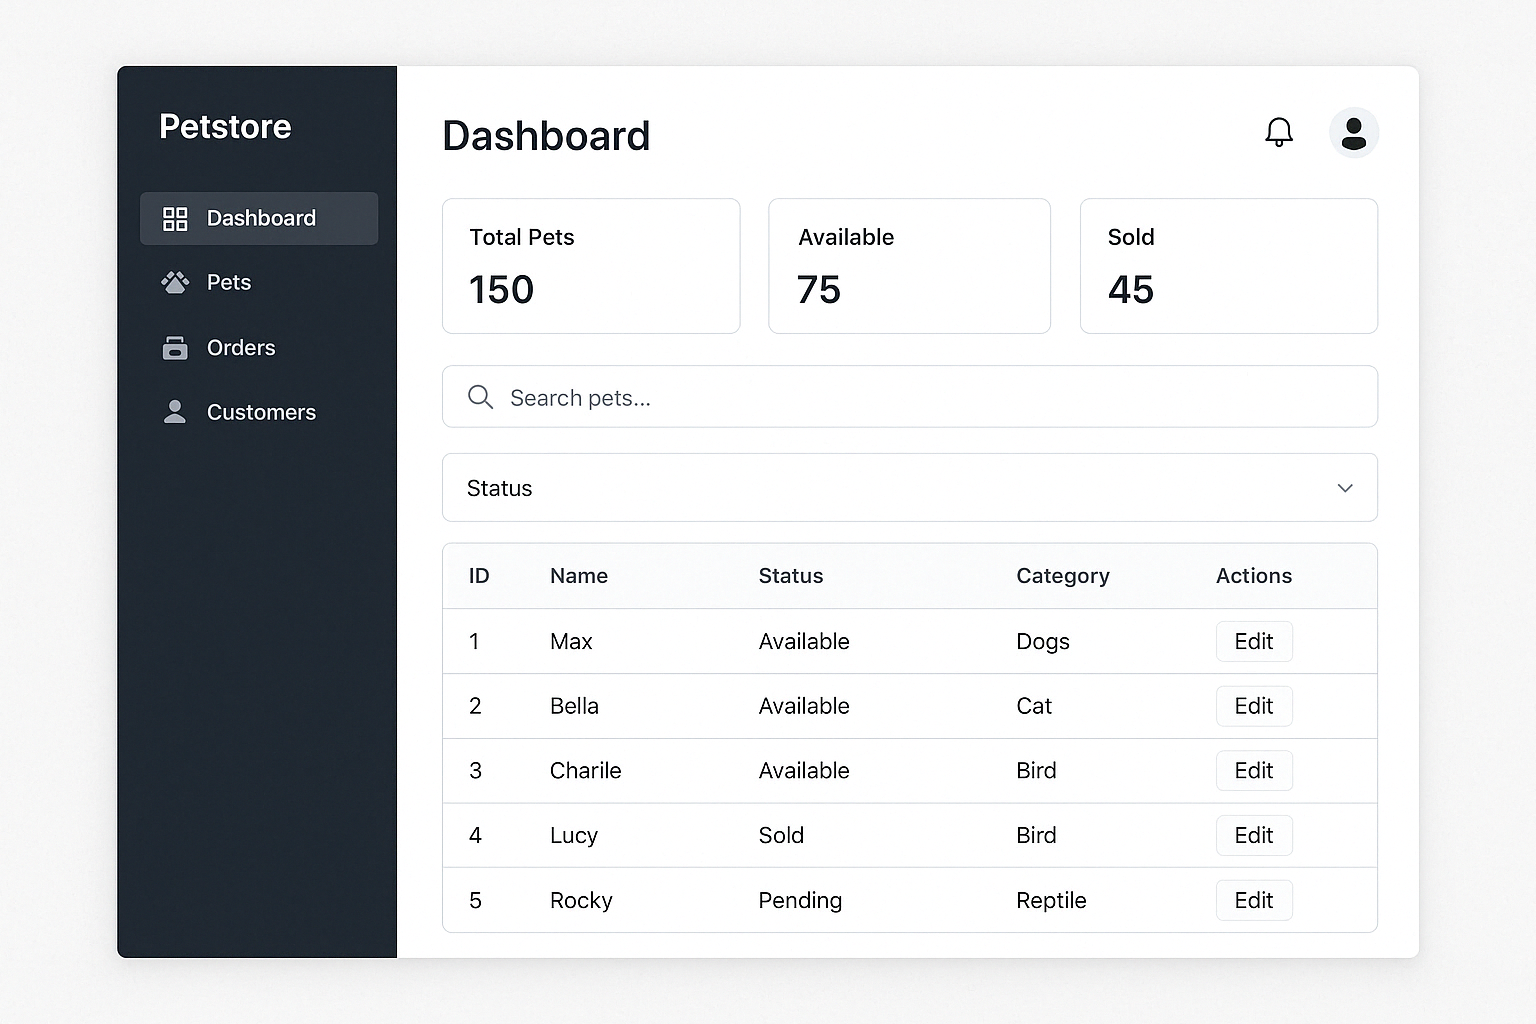 Petstore
Dashboard
Pets
Orders
Customers
Dashboard
Total Pets
150
Available
75
Sold
45
Search pets...
Status
ID Name Status Category Actions
1 Max Available Dogs Edit
2 Bella Available Cat Edit
3 Charile Available Bird Edit
4 Lucy Sold Bird Edit
5 Rocky Pending Reptile Edit